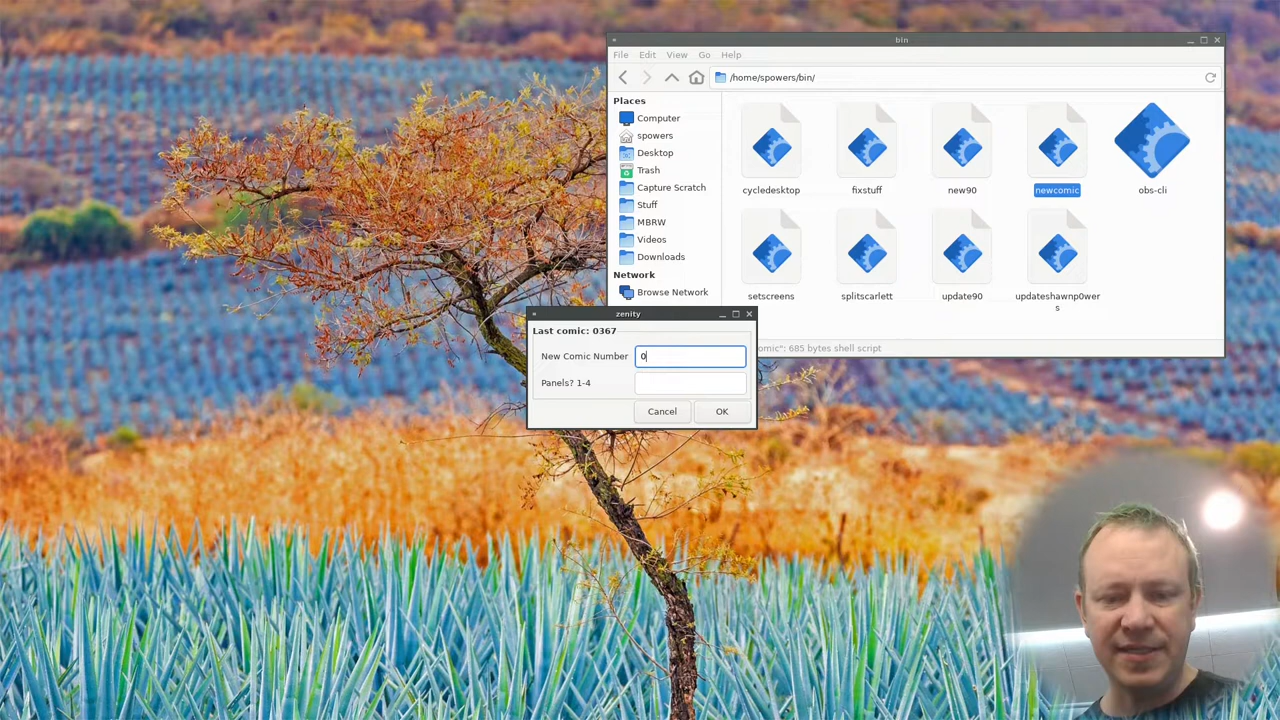 bin
File Edit View Go Help
/home/spowers/bin/
Places
Computer
spowers
Desktop
Trash
Capture Scratch
Stuff
MBRW
Videos
Downloads
Network
Browse Network
cycledesktop fixstuff new90 newcomic obs-cli
setscreens splitscarlett update90 updateshawnp0wer
s
omic": 685 bytes shell script
zenity
Last comic: 0367
New Comic Number 0
Panels? 1-4
Cancel OK